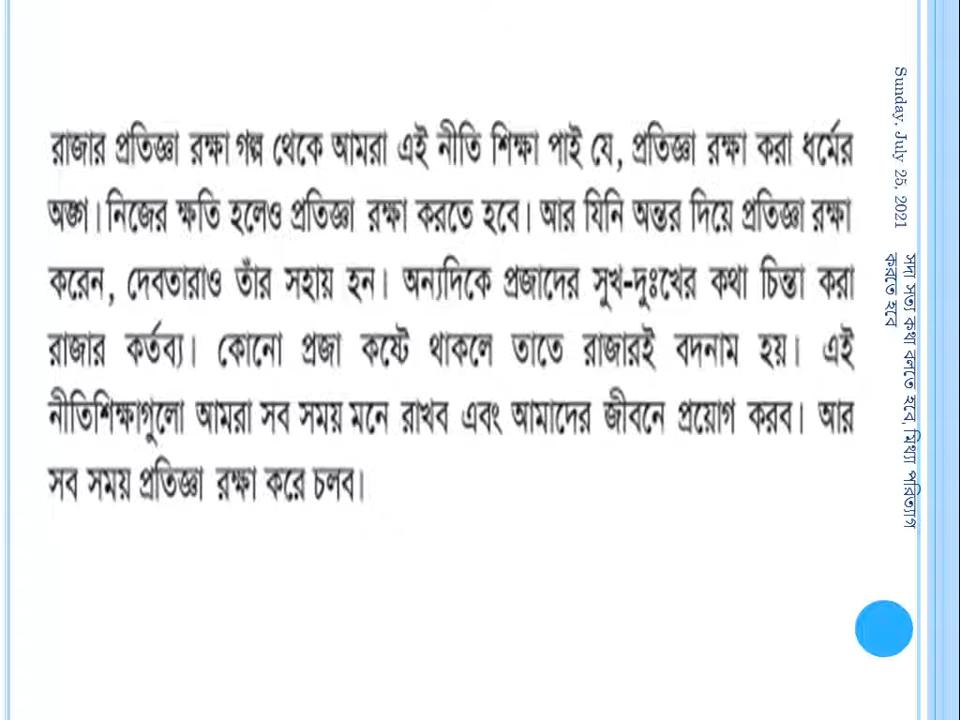 রাজার প্রতিজ্ঞা রক্ষা গল্প থেকে আমরা এই নীতি শিক্ষা পাই যে, প্রতিজ্ঞা রক্ষা করা ধর্মের
অঙ্গ। নিজের ক্ষতি হলেও প্রতিজ্ঞা রক্ষা করতে হবে। আর যিনি অন্তর দিয়ে প্রতিজ্ঞা রক্ষা
করেন, দেবতারাও তাঁর সহায় হন। অন্যদিকে প্রজাদের সুখ-দুঃখের কথা চিন্তা করা
রাজার কর্তব্য। কোনো প্রজা কষ্টে থাকলে তাতে রাজারই বদনাম হয়। এই
নীতিশিক্ষাগুলো আমরা সব সময় মনে রাখব এবং আমাদের জীবনে প্রয়োগ করব। আর
সব সময় প্রতিজ্ঞা রক্ষা করে চলব।
Sunday, July 25, 2021
সদা সত্য কথা বলতে হবে, মিথ্যা পরিত্যাগ
করতে হবে